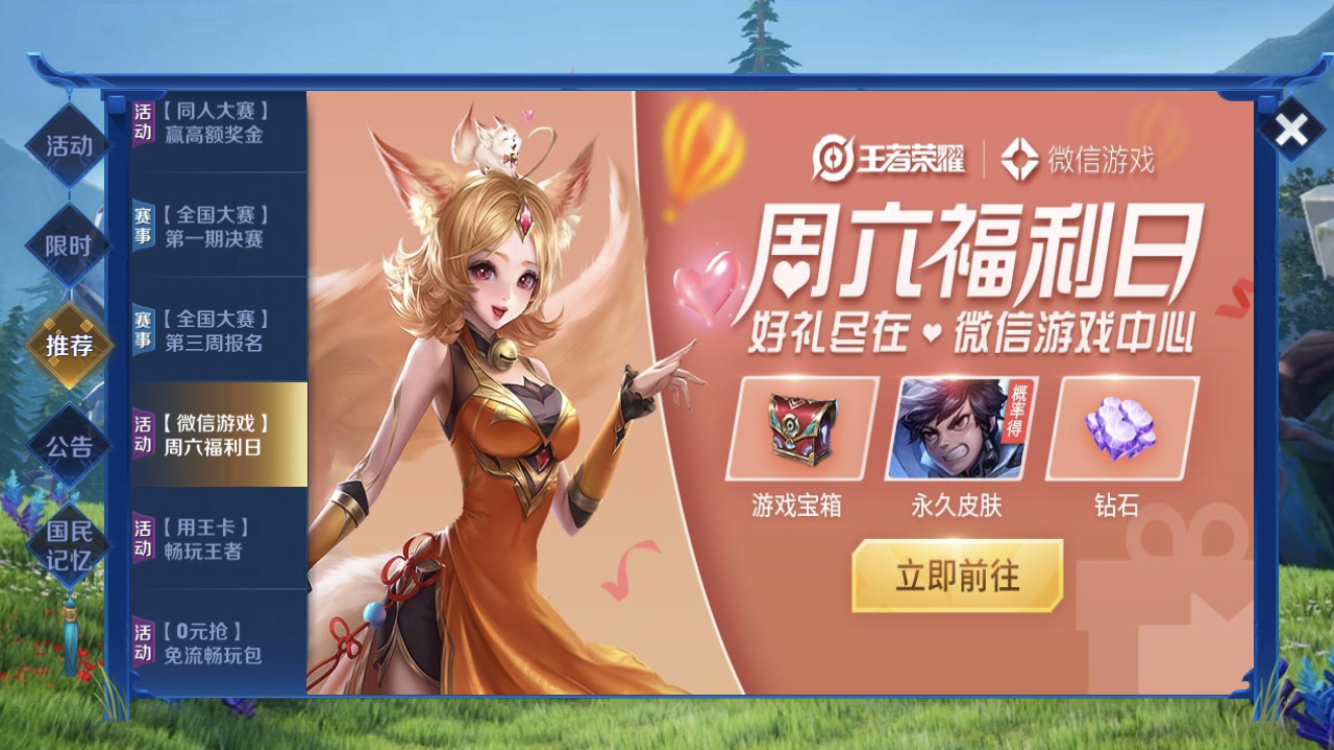 活动
限时
推荐
公告
国民
记忆
活动
【同人大赛】
赢高额奖金
赛事
【全国大赛】
第一期决赛
赛事
【全国大赛】
第三周报名
活动
【微信游戏】
周六福利日
活动
【用王卡】
畅玩王者
活动
【0元抢】
免流畅玩包
王者荣耀
微信游戏
周六福利日
好礼尽在 微信游戏中心
概率得
游戏宝箱
永久皮肤
钻石
立即前往